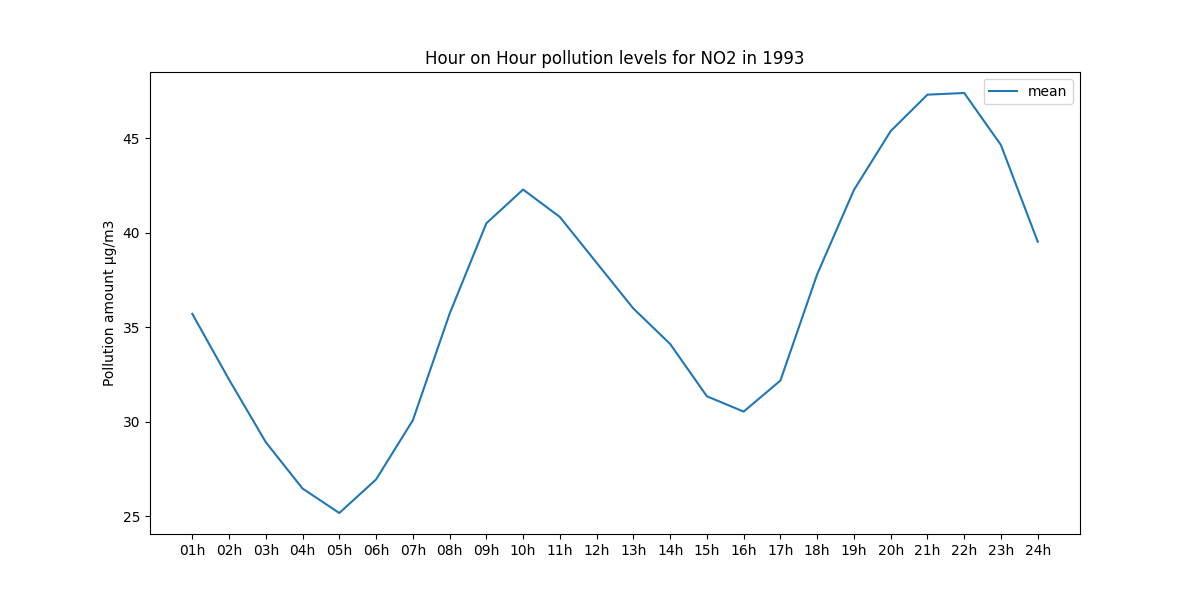 Hour on Hour pollution levels for NO2 in 1993
mean
Pollution amount µg/m3
45
40
35
30
25
01h 02h 03h 04h 05h 06h 07h 08h 09h 10h 11h 12h 13h 14h 15h 16h 17h 18h 19h 20h 21h 22h 23h 24h